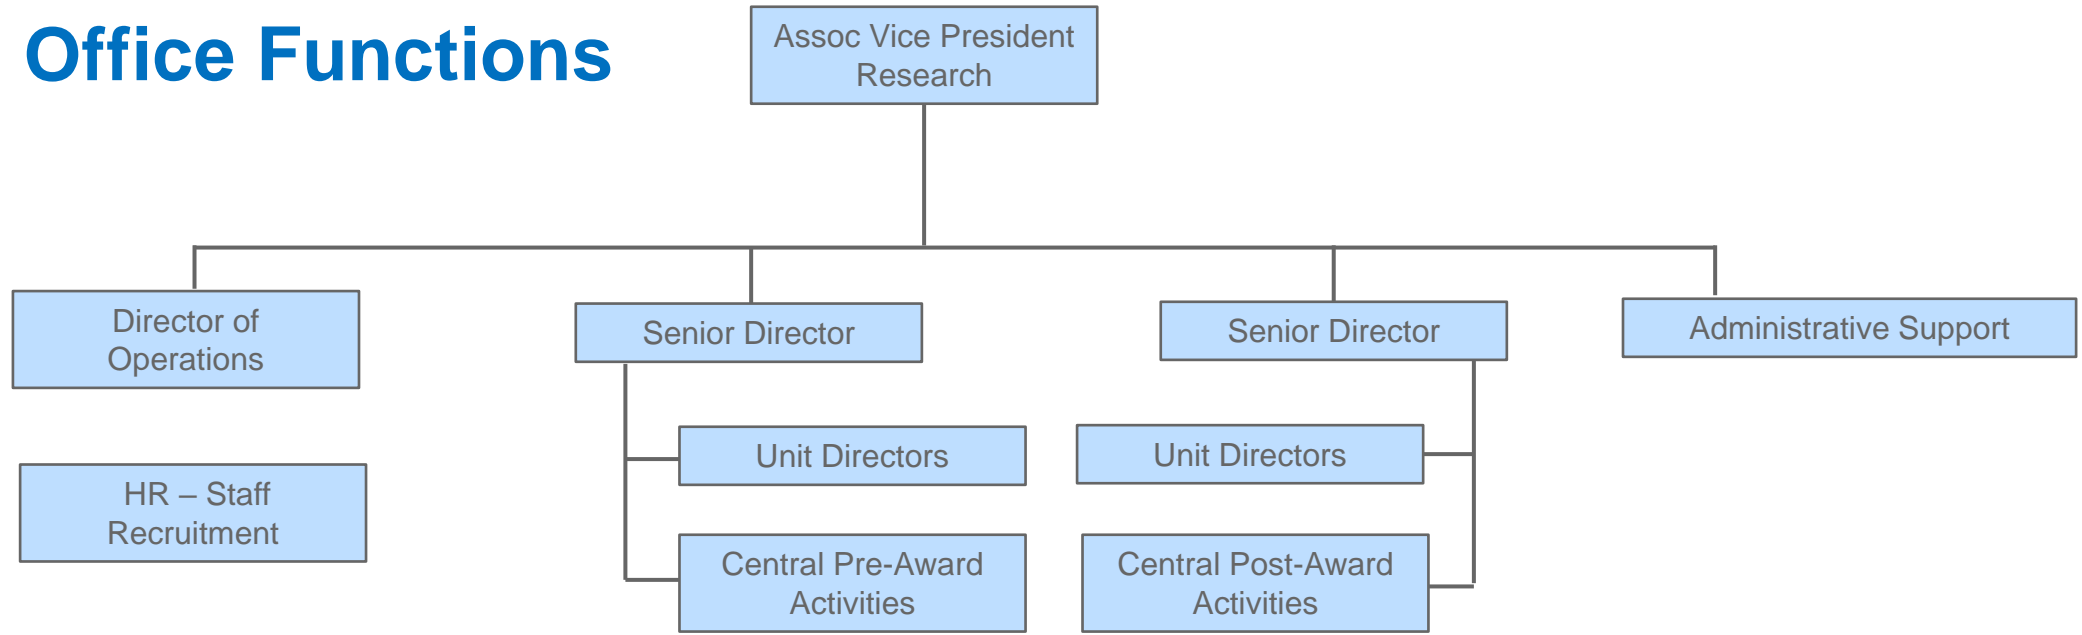 Office Functions
Assoc Vice President
Research
Director of
Operations
Senior Director
Senior Director
Administrative Support
Unit Directors
Unit Directors
HR – Staff
Recruitment
Central Pre-Award
Activities
Central Post-Award
Activities